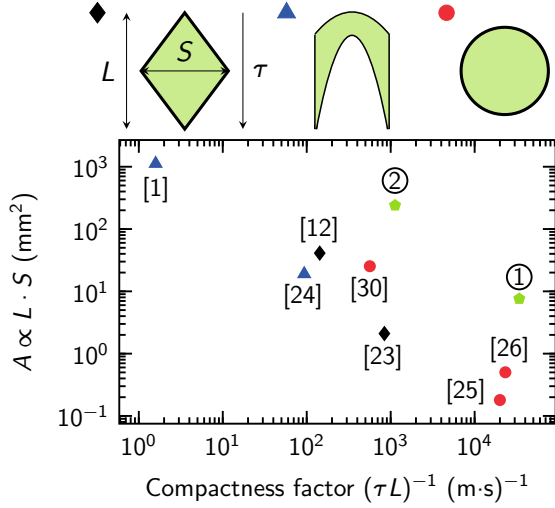 L
S
τ
A ∝ L · S (mm²)
10³
10²
10¹
10⁰
10⁻¹
[1]
②
[12]
[24]
[30]
①
[23]
[26]
[25]
10⁰ 10¹ 10² 10³ 10⁴
Compactness factor (τL)⁻¹ (m·s)⁻¹